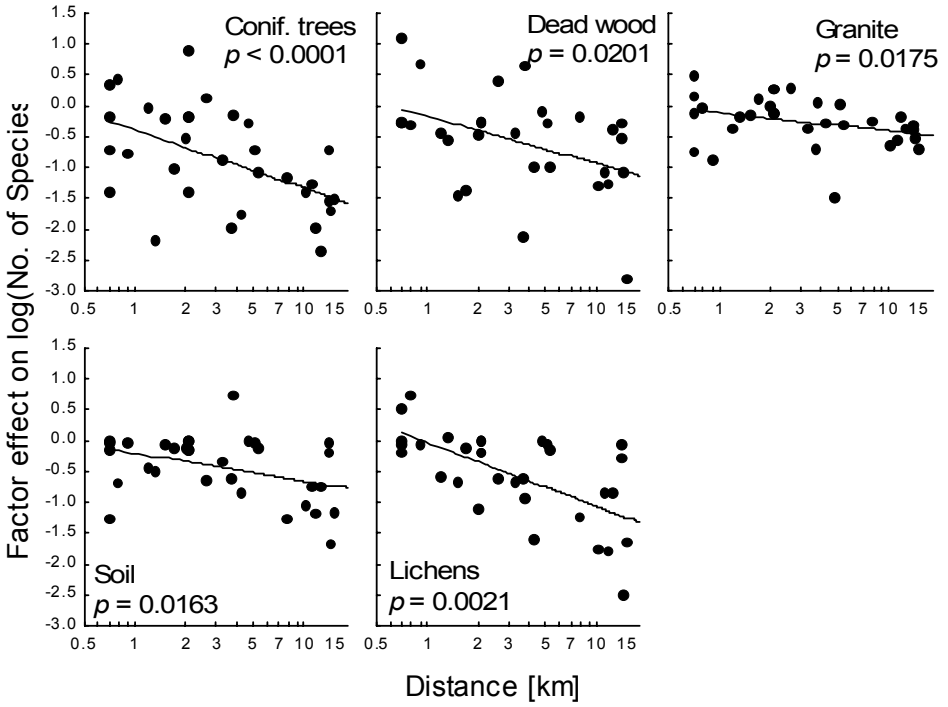 Factor effect on log(No. of Species
1.5
1.0
0.5
0.0
-0.5
-1.0
-1.5
-2.0
-2.5
-3.0
Conif. trees
p < 0.0001
0.5 1 2 3 5 7 10 15
Dead wood
p = 0.0201
0.5 1 2 3 5 7 10 15
Granite
p = 0.0175
0.5 1 2 3 5 7 10 15
1.5
1.0
0.5
0.0
-0.5
-1.0
-1.5
-2.0
-2.5
-3.0
Soil
p = 0.0163
0.5 1 2 3 5 7 10 15
Lichens
p = 0.0021
0.5 1 2 3 5 7 10 15
Distance [km]